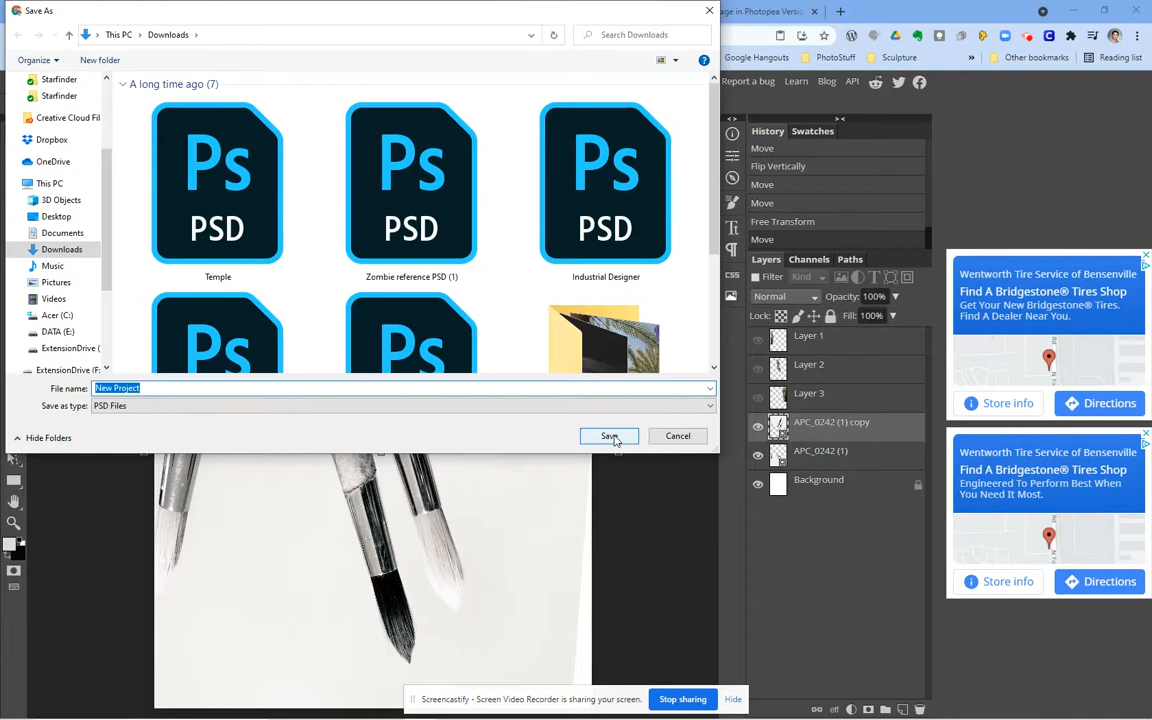 Save As
This PC > Downloads >
Search Downloads
Organize
New folder
Starfinder
Starfinder
Creative Cloud Fil
Dropbox
OneDrive
This PC
3D Objects
Desktop
Documents
Downloads
Music
Pictures
Videos
Acer (C:)
DATA (E:)
ExtensionDrive (
ExtensionDrive (F:
A long time ago (7)
Ps
PSD
Temple
Ps
PSD
Zombie reference PSD (1)
Ps
PSD
Industrial Designer
Ps
Ps
File name: New Project
Save as type: PSD Files
Hide Folders
Save
Cancel
age in Photopea Versio
Google Hangouts
PhotoStuff
Sculpture
Other bookmarks
Reading list
Report a bug
Learn
Blog
API
History
Swatches
Move
Flip Vertically
Move
Move
Free Transform
Move
Layers
Channels
Paths
Filter
Kind
Normal
Opacity: 100%
Lock:
Fill: 100%
Layer 1
Layer 2
Layer 3
APC_0242 (1) copy
APC_0242 (1)
Background
CSS
eff
Wentworth Tire Service of Bensenville
Find A Bridgestone® Tires Shop
Get Your New Bridgestone® Tires.
Find A Dealer Near You.
Store info
Directions
Wentworth Tire Service of Bensenville
Find A Bridgestone® Tires Shop
Engineered To Perform Best When
You Need It Most.
Store info
Directions
Screencastify - Screen Video Recorder is sharing your screen.
Stop sharing
Hide